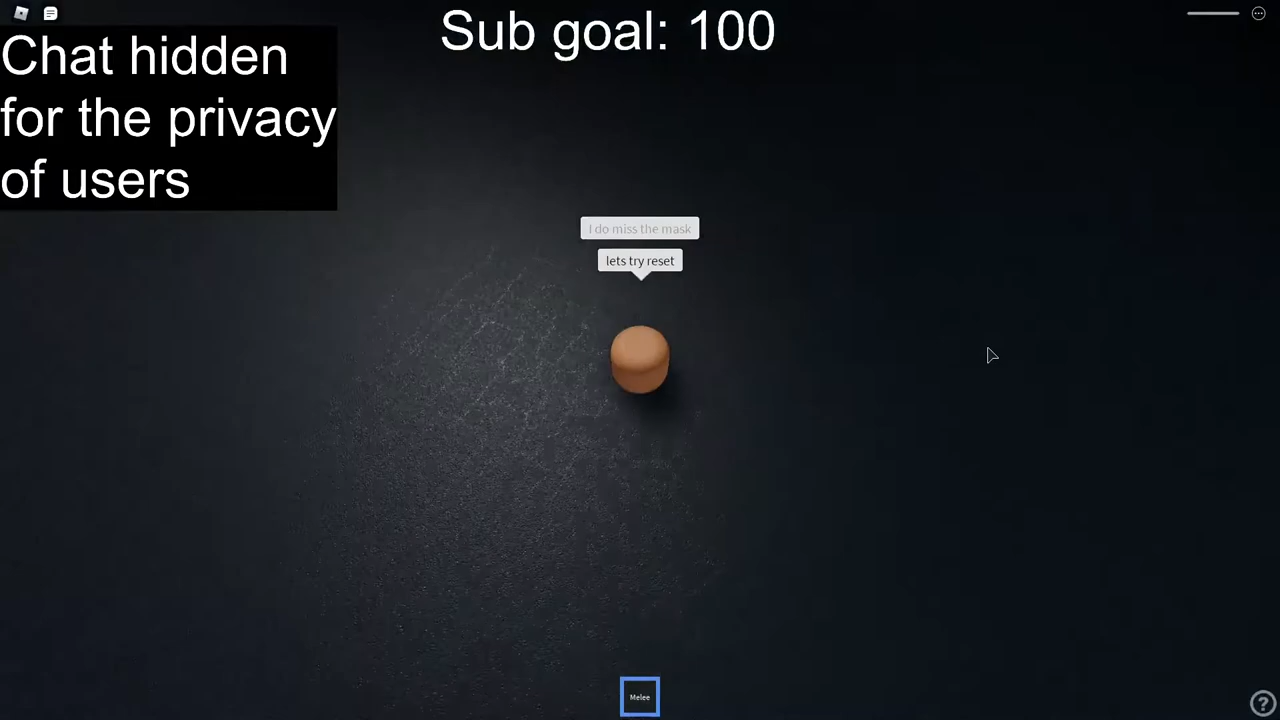 Sub goal: 100
Chat hidden
for the privacy
of users
I do miss the mask
lets try reset
Melee
?